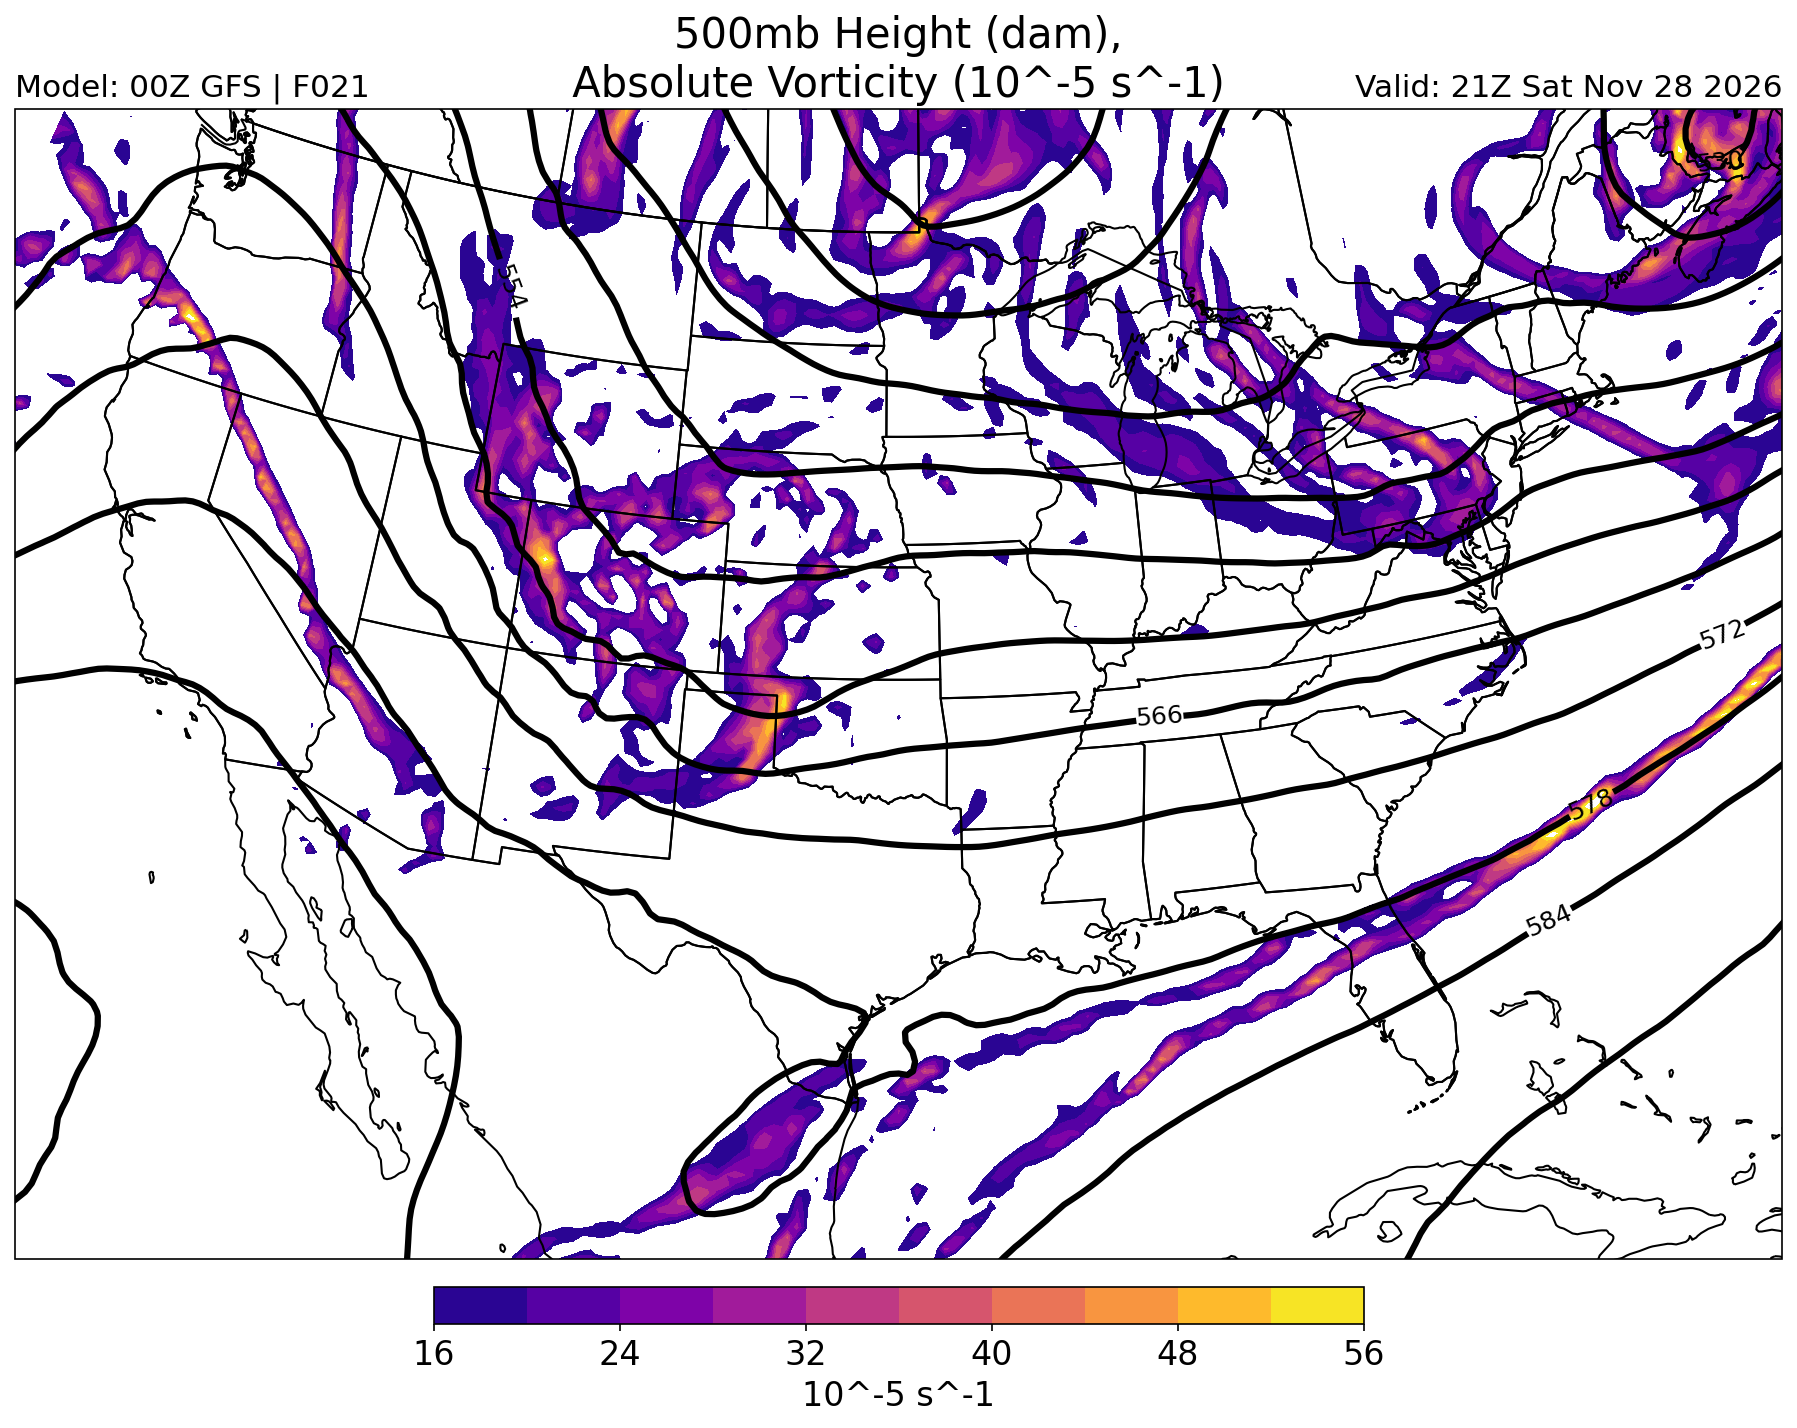 500mb Height (dam),
Absolute Vorticity (10^-5 s^-1)
Model: 00Z GFS | F021
Valid: 21Z Sat Nov 28 2026
554
572
566
578
584
16 24 32 40 48 56
10^-5 s^-1